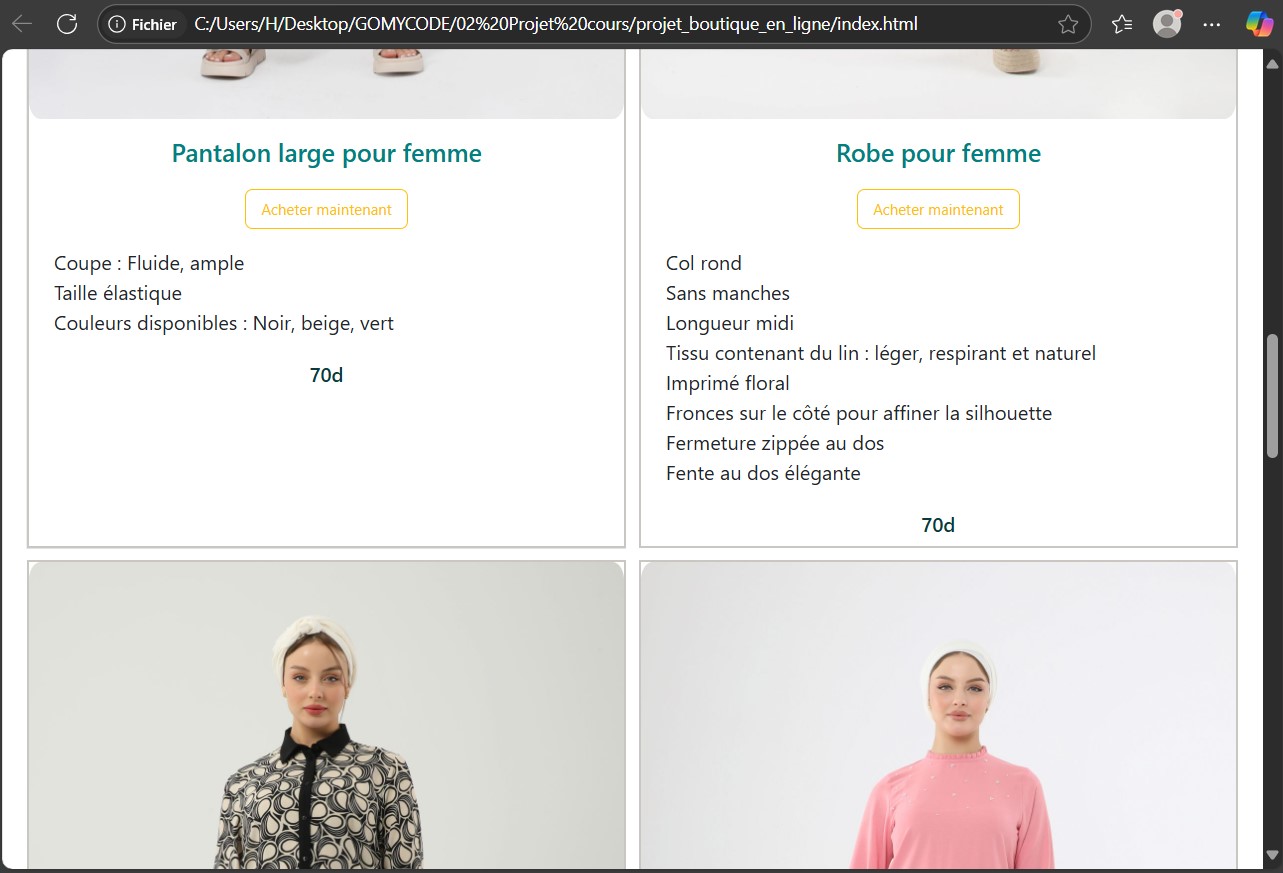 Fichier
C:/Users/H/Desktop/GOMYCODE/02%20Projet%20cours/projet_boutique_en_ligne/index.html
Pantalon large pour femme
Acheter maintenant
Coupe : Fluide, ample
Taille élastique
Couleurs disponibles : Noir, beige, vert
70d
Robe pour femme
Acheter maintenant
Col rond
Sans manches
Longueur midi
Tissu contenant du lin : léger, respirant et naturel
Imprimé floral
Fronces sur le côté pour affiner la silhouette
Fermeture zippée au dos
Fente au dos élégante
70d